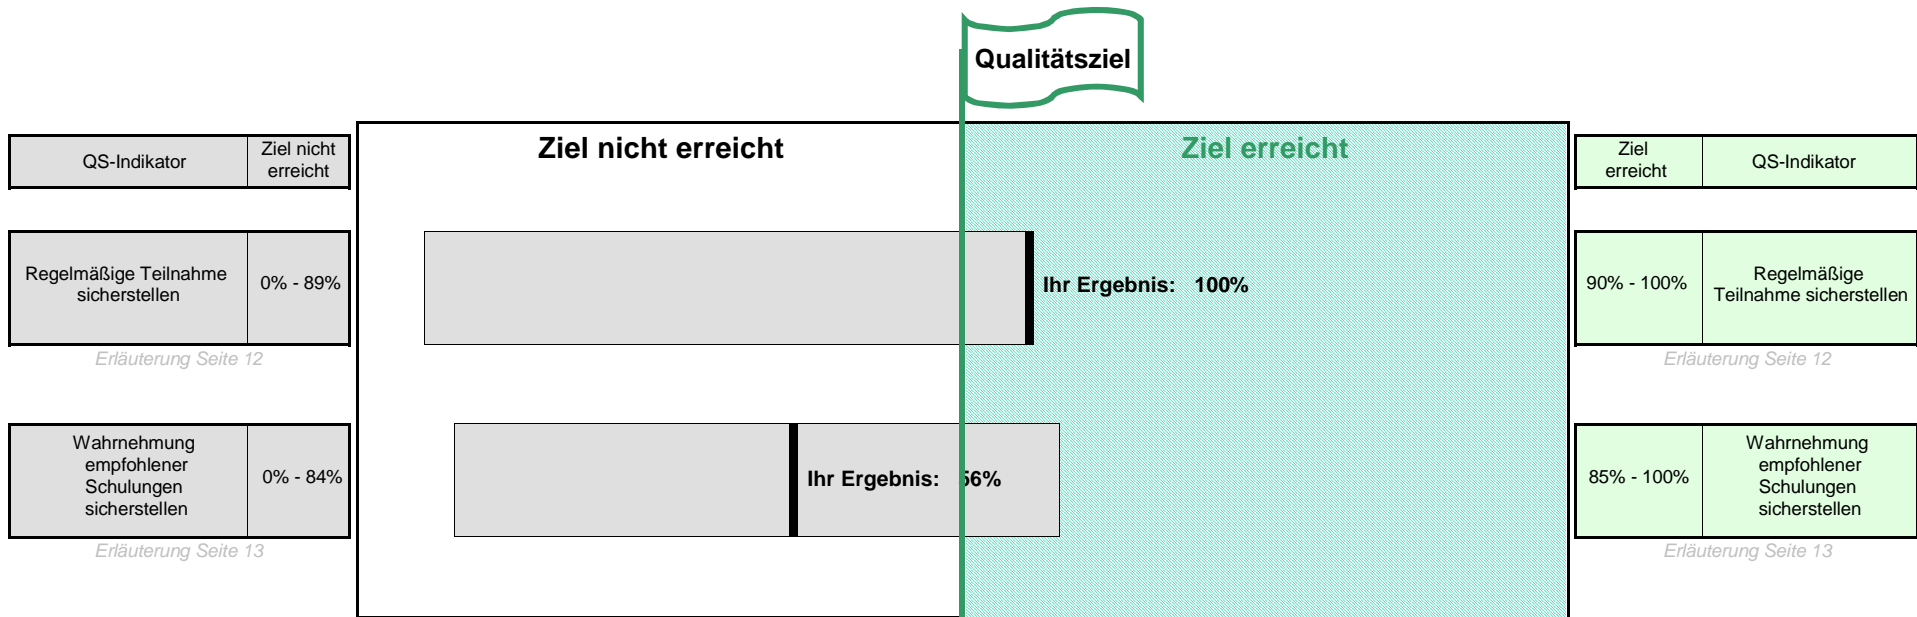 Qualitätsziel
Ziel nicht erreicht
Ziel erreicht
QS-Indikator
Ziel nicht
erreicht
Ziel
erreicht
QS-Indikator
Regelmäßige Teilnahme
sicherstellen
0% - 89%
Ihr Ergebnis: 100%
90% - 100%
Regelmäßige
Teilnahme sicherstellen
Erläuterung Seite 12
Erläuterung Seite 12
Wahrnehmung
empfohlener
Schulungen
sicherstellen
0% - 84%
Ihr Ergebnis: 56%
85% - 100%
Wahrnehmung
empfohlener
Schulungen
sicherstellen
Erläuterung Seite 13
Erläuterung Seite 13